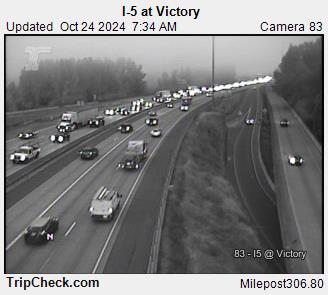 I-5 at Victory
Updated Oct 24 2024 7:34 AM Camera 83
T
N
83 - I5 @ Victory
TripCheck.com Milepost306.80